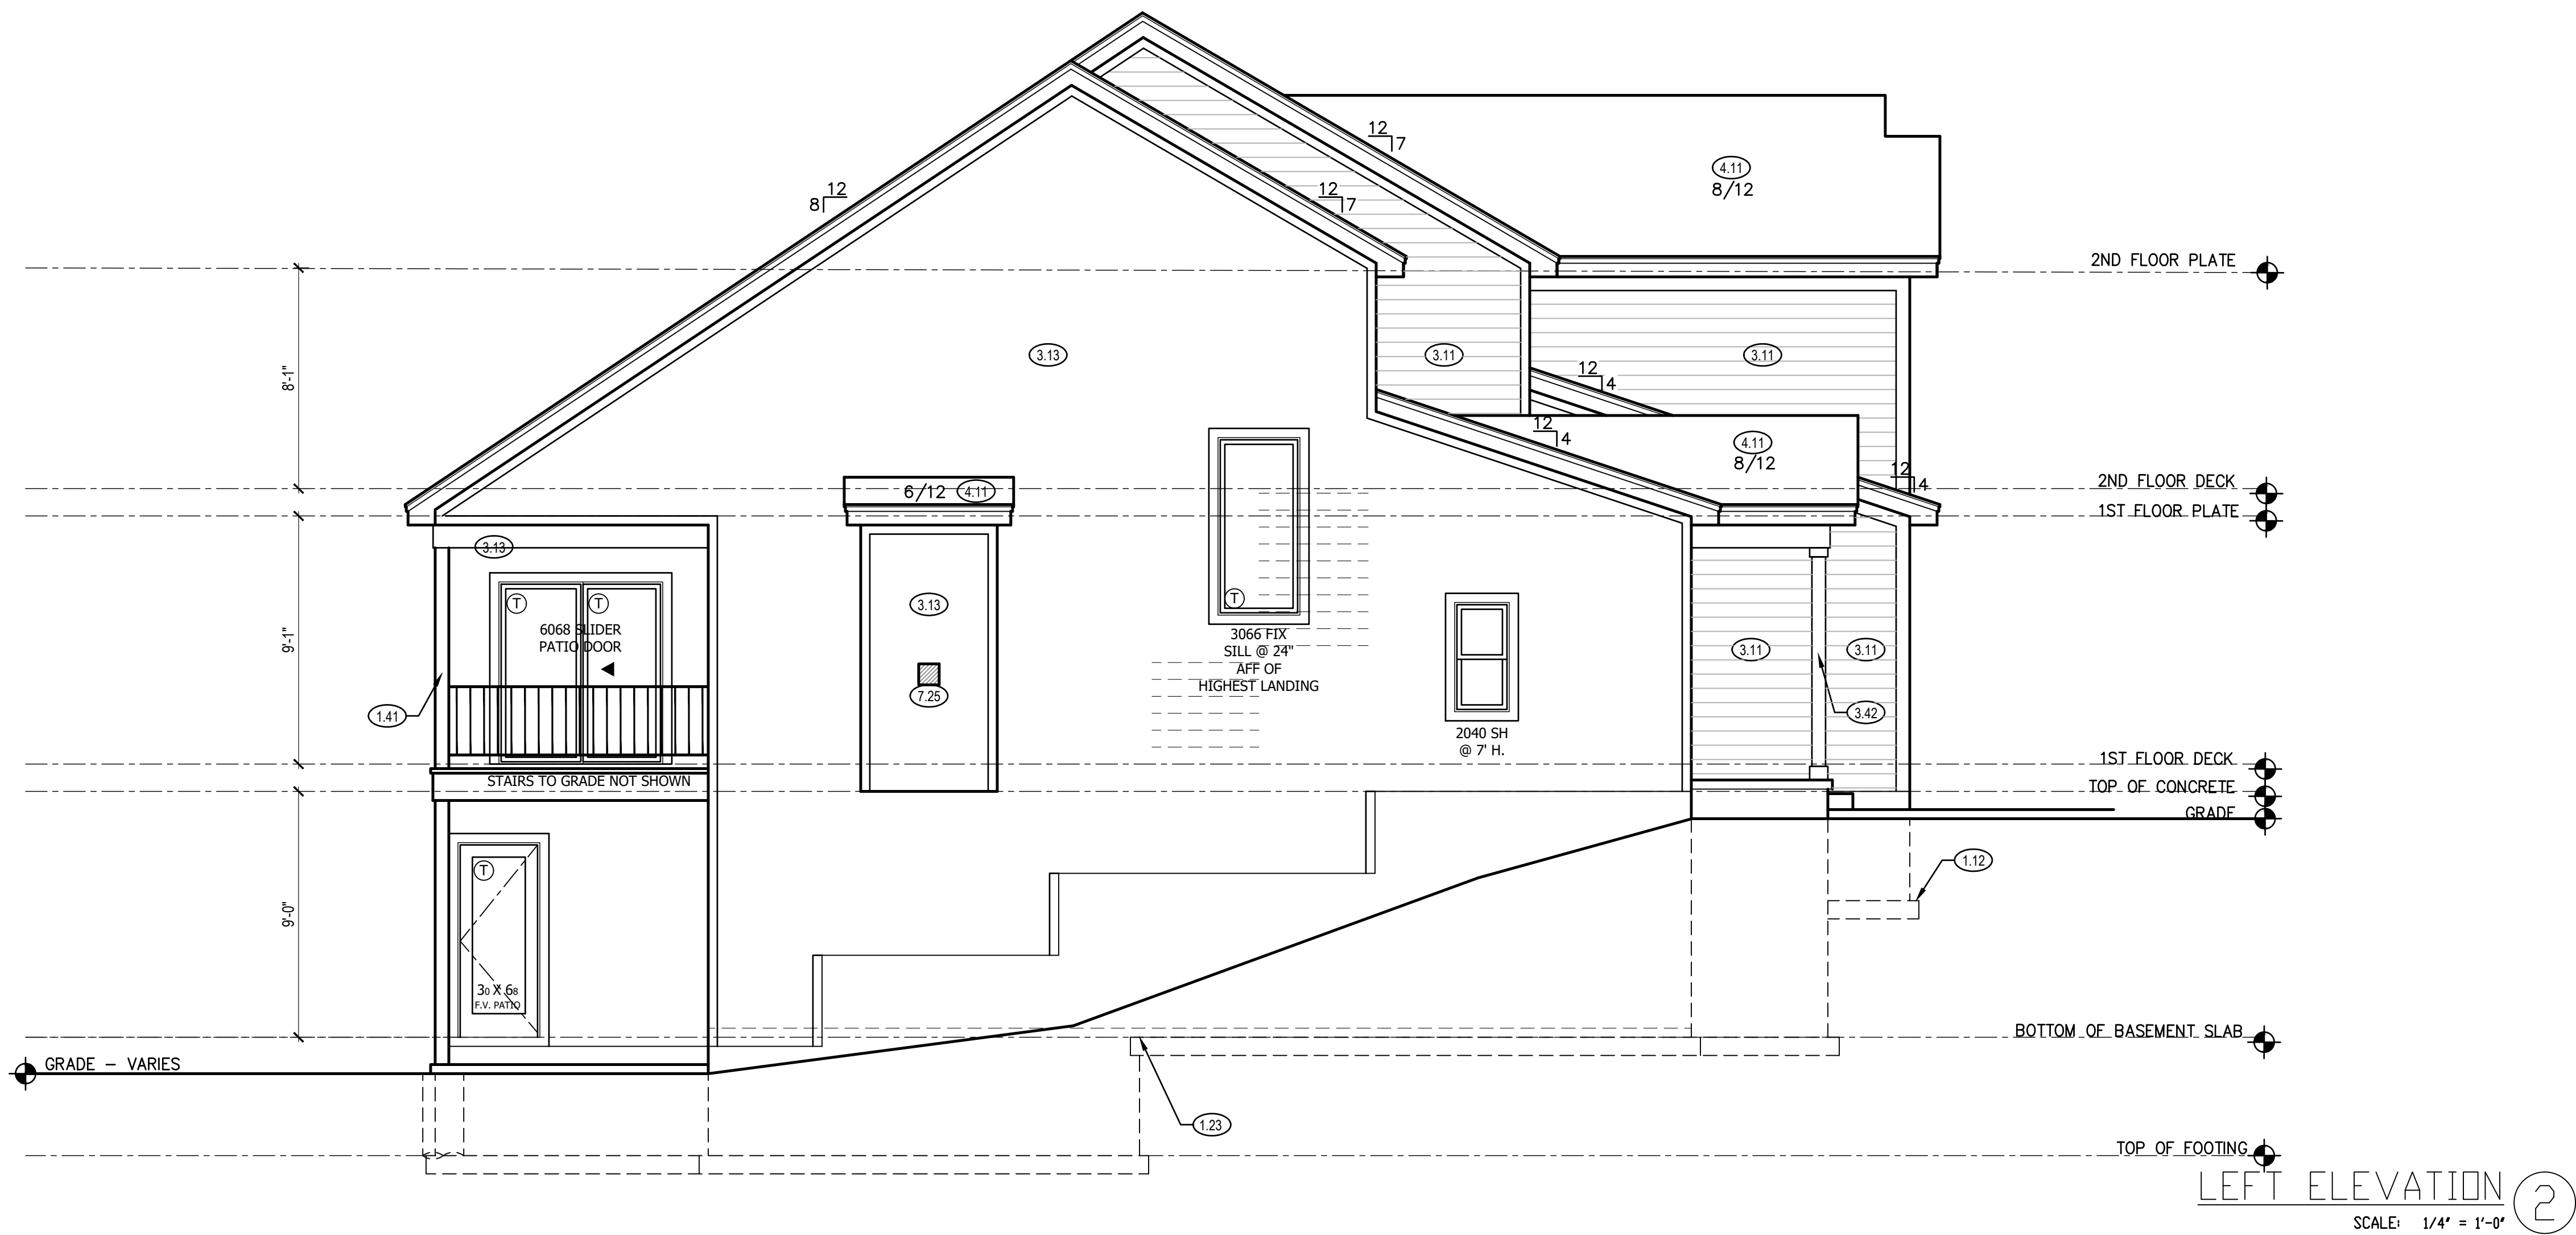 12
7
4.11
8/12
12
8
12
7
2ND FLOOR PLATE
8'-1"
3.13
3.11
3.11
12
4
12
4
4.11
8/12
12
4
2ND FLOOR DECK
6/12 4.11
1ST FLOOR PLATE
3.13
T
T
6068 SLIDER
PATIO DOOR
9'-1"
3.13
T
3066 FIX
SILL @ 24"
AFF OF
HIGHEST LANDING
7.25
1.41
2040 SH
@ 7' H.
3.11
3.11
3.42
1ST FLOOR DECK
STAIRS TO GRADE NOT SHOWN
TOP OF CONCRETE
GRADE
1.12
9'-0"
T
30 X 68
F.V. PATIO
BOTTOM OF BASEMENT SLAB
GRADE - VARIES
1.23
TOP OF FOOTING
LEFT ELEVATION 2
SCALE: 1/4" = 1'-0"